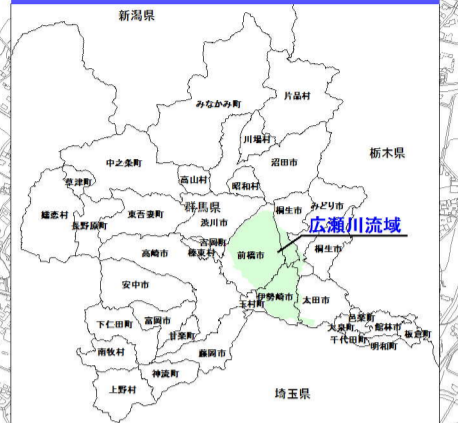 新潟県
みなかみ町
片品村
川場村
沼田市
栃木県
中之条町
草津町
高山村
昭和村
嬬恋村
長野原町
東吾妻町
群馬県
渋川市
桐生市
みどり市
広瀬川流域
吉岡町
榛東村
前橋市
桐生市
高崎市
安中市
玉村町
伊勢崎市
太田市
邑楽町
大泉町
館林市
板倉町
千代田町
明和町
下仁田町
富岡市
甘楽町
南牧村
藤岡市
神流町
上野村
埼玉県